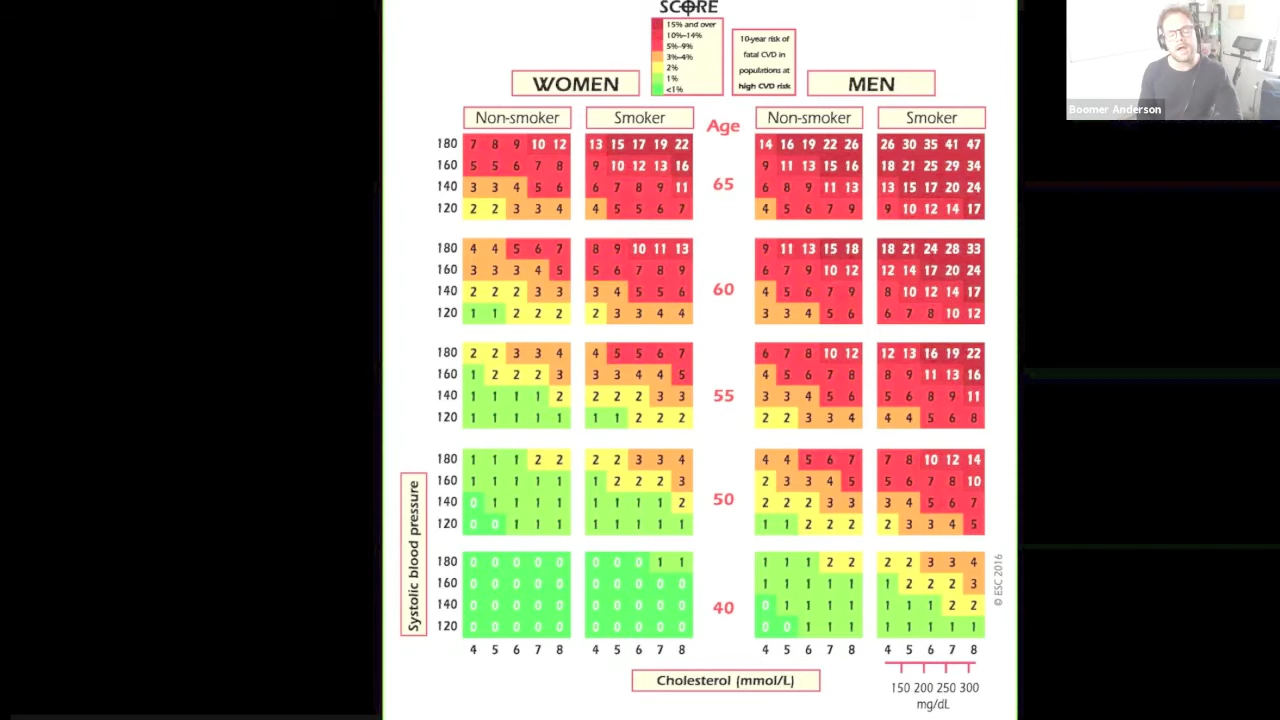 SCORE
15% and over
10%–14%
5%–9%
3%–4%
2%
1%
<1%
10-year risk of
fatal CVD in
populations at
high CVD risk
WOMEN
MEN
Boomer Anderson
Non-smoker Smoker Age Non-smoker Smoker
180 7 8 9 10 12 13 15 17 19 22 14 16 19 22 26 26 30 35 41 47
160 5 5 6 7 8 9 10 12 13 16 9 11 13 15 16 18 21 25 29 34
65
140 3 3 4 5 6 6 7 8 9 11 6 8 9 11 13 13 15 17 20 24
120 2 2 3 3 4 4 5 5 6 7 4 5 6 7 9 9 10 12 14 17
180 4 4 5 6 7 8 9 10 11 13 9 11 13 15 18 18 21 24 28 33
160 3 3 3 4 5 5 6 7 8 9 6 7 9 10 12 12 14 17 20 24
60
140 2 2 2 3 3 3 4 5 5 6 4 5 6 7 9 8 10 12 14 17
120 1 1 2 2 2 2 3 3 4 4 3 3 4 5 6 6 7 8 10 12
180 2 2 3 3 4 4 5 5 6 7 6 7 8 10 12 12 13 16 19 22
160 1 2 2 2 3 3 3 4 4 5 4 5 6 7 8 8 9 11 13 16
55
140 1 1 1 1 2 2 2 2 3 3 3 3 4 5 6 5 6 8 9 11
120 1 1 1 1 1 1 1 2 2 2 2 2 3 3 4 4 4 5 6 8
180 1 1 1 2 2 2 2 3 3 4 4 4 5 6 7 7 8 10 12 14
160 1 1 1 1 1 1 2 2 2 3 2 3 3 4 5 5 6 7 8 10
50
140 0 1 1 1 1 1 1 1 1 2 2 2 2 3 3 3 4 5 6 7
120 0 0 1 1 1 1 1 1 1 1 1 1 2 2 2 2 3 3 4 5
180 0 0 0 0 0 0 0 0 1 1 1 1 1 2 2 2 2 3 3 4
160 0 0 0 0 0 0 0 0 0 0 1 1 1 1 1 1 2 2 2 3
140 0 0 0 0 0 0 0 0 0 0 0 1 1 1 1 1 1 1 2 2
40
120 0 0 0 0 0 0 0 0 0 0 0 0 1 1 1 1 1 1 1 1
4 5 6 7 8 4 5 6 7 8 4 5 6 7 8 4 5 6 7 8
Systolic blood pressure
© ESC 2016
Cholesterol (mmol/L)
150 200 250 300
mg/dL